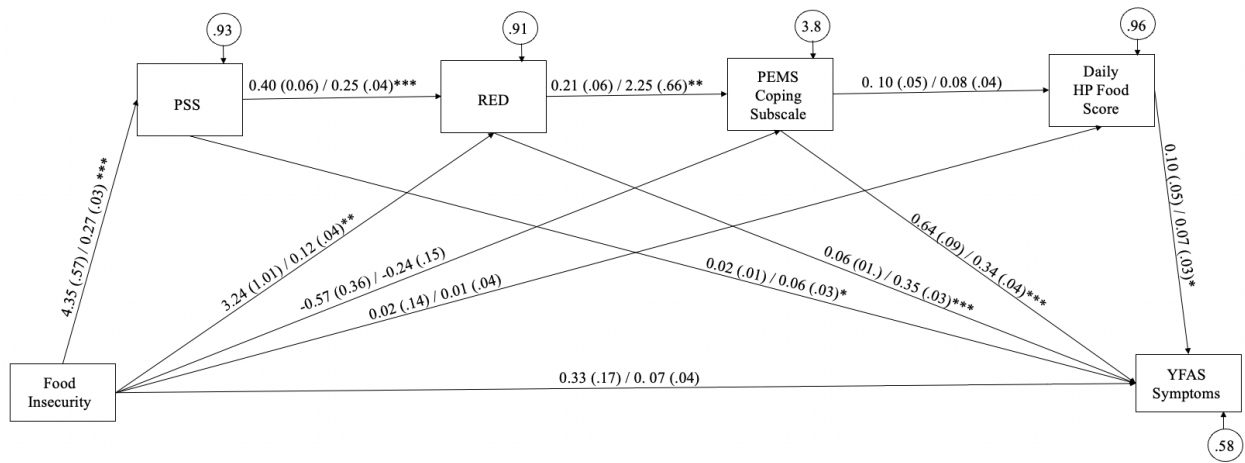 .93
.91
3.8
.96
PSS
0.40 (0.06) / 0.25 (.04)***
RED
0.21 (.06) / 2.25 (.66)**
PEMS
Coping
Subscale
0. 10 (.05) / 0.08 (.04)
Daily
HP Food
Score
4.35 (.57) / 0.27 (.03) ***
3.24 (1.01) / 0.12 (.04)**
-0.57 (0.36) / -0.24 (.15)
0.02 (.14) / 0.01 (.04)
0.02 (.01) / 0.06 (.03)*
0.06 (01.) / 0.35 (.03)***
0.64 (.09) / 0.34 (.04)***
0.10 (.05) / 0.07 (.03)*
Food
Insecurity
0.33 (.17) / 0. 07 (.04)
YFAS
Symptoms
.58